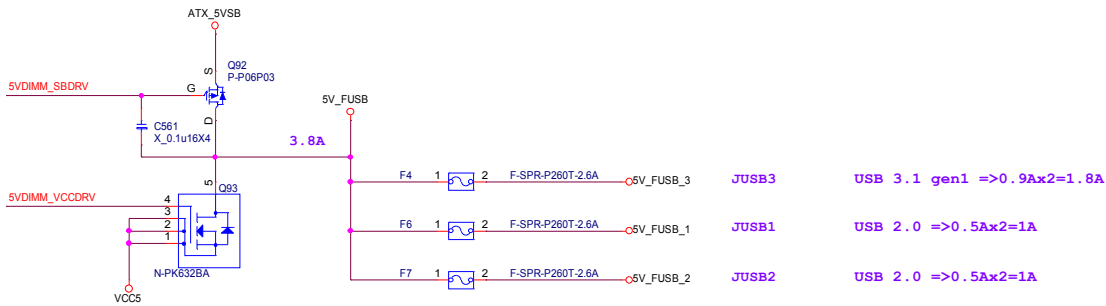 ATX_5VSB
Q92
P-P06P03
S
G
D
5VDIMM_SBDRV
C561
X_0.1u16X4
5V_FUSB
3.8A
F4 1 2 F-SPR-P260T-2.6A 5V_FUSB_3 JUSB3 USB 3.1 gen1 =>0.9Ax2=1.8A
5 Q93
5VDIMM_VCCDRV
4
3
2
1
F6 1 2 F-SPR-P260T-2.6A 5V_FUSB_1 JUSB1 USB 2.0 =>0.5Ax2=1A
N-PK632BA
F7 1 2 F-SPR-P260T-2.6A 5V_FUSB_2 JUSB2 USB 2.0 =>0.5Ax2=1A
VCC5